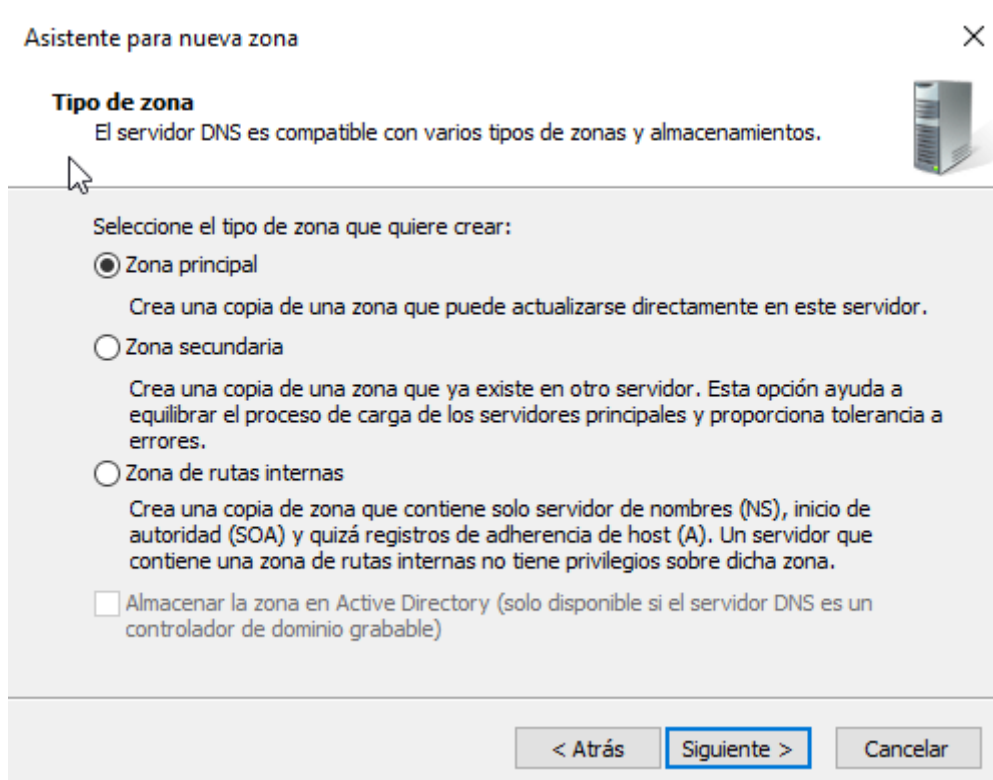 Asistente para nueva zona
Tipo de zona
El servidor DNS es compatible con varios tipos de zonas y almacenamientos.
Seleccione el tipo de zona que quiere crear:
Zona principal
Crea una copia de una zona que puede actualizarse directamente en este servidor.
Zona secundaria
Crea una copia de una zona que ya existe en otro servidor. Esta opción ayuda a
equilibrar el proceso de carga de los servidores principales y proporciona tolerancia a
errores.
Zona de rutas internas
Crea una copia de zona que contiene solo servidor de nombres (NS), inicio de
autoridad (SOA) y quizá registros de adherencia de host (A). Un servidor que
contiene una zona de rutas internas no tiene privilegios sobre dicha zona.
Almacenar la zona en Active Directory (solo disponible si el servidor DNS es un
controlador de dominio grabable)
< Atrás
Siguiente >
Cancelar